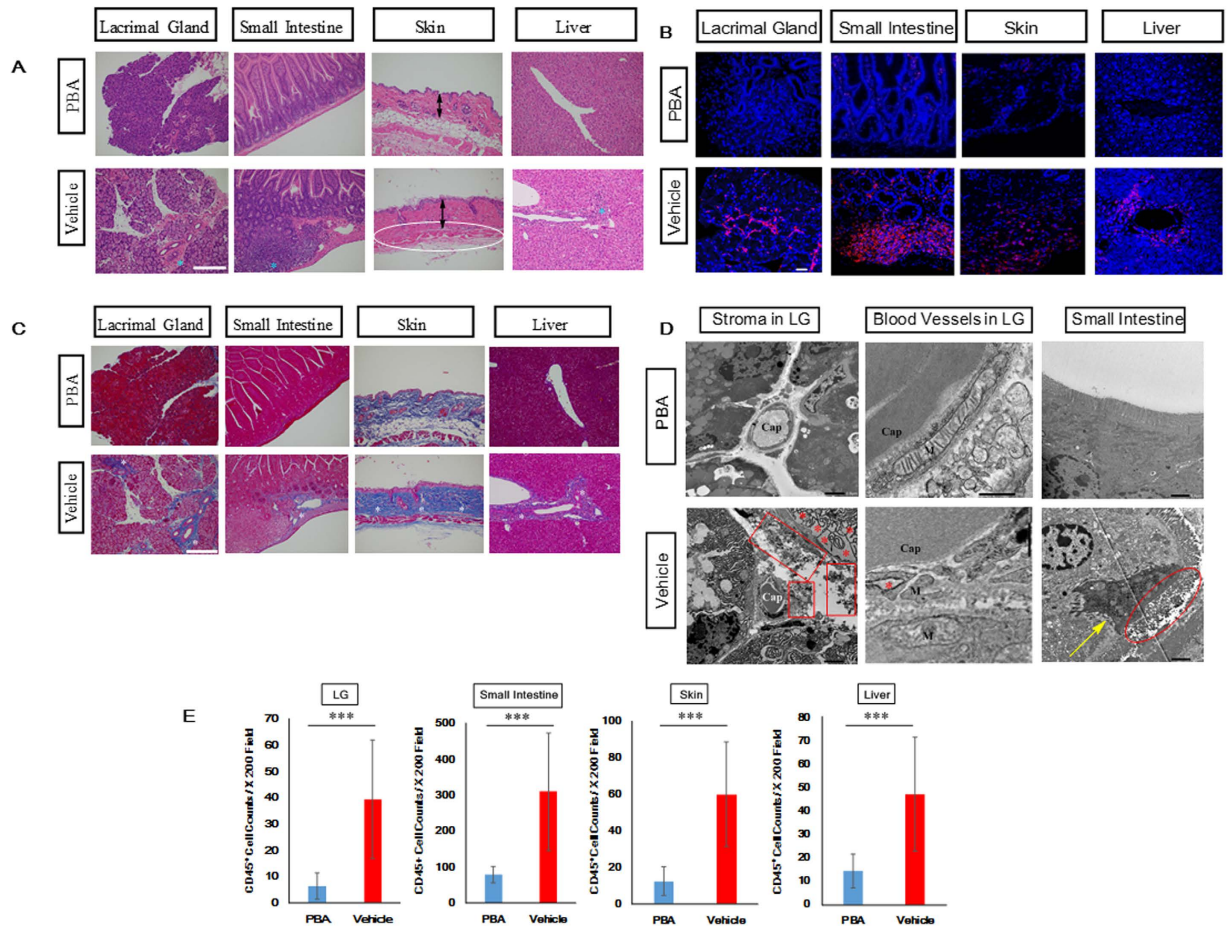 A
Lacrimal Gland
Small Intestine
Skin
Liver
PBA
Vehicle
B
Lacrimal Gland
Small Intestine
Skin
Liver
PBA
Vehicle
C
Lacrimal Gland
Small Intestine
Skin
Liver
PBA
Vehicle
D
Stroma in LG
Blood Vessels in LG
Small Intestine
PBA
Cap
Cap
M
Vehicle
Cap
Cap
M
M
E
LG
***
CD45+ Cell Counts / X 200 Field
70
60
50
40
30
20
10
0
PBA Vehicle
Small Intestine
***
CD45+ Cell Counts / X 200 Field
500
400
300
200
100
0
PBA Vehicle
Skin
***
CD45+ Cell Counts / X 200 Field
100
80
60
40
20
0
PBA Vehicle
Liver
***
CD45+ Cell Counts / X 200 Field
80
70
60
50
40
30
20
10
0
PBA Vehicle